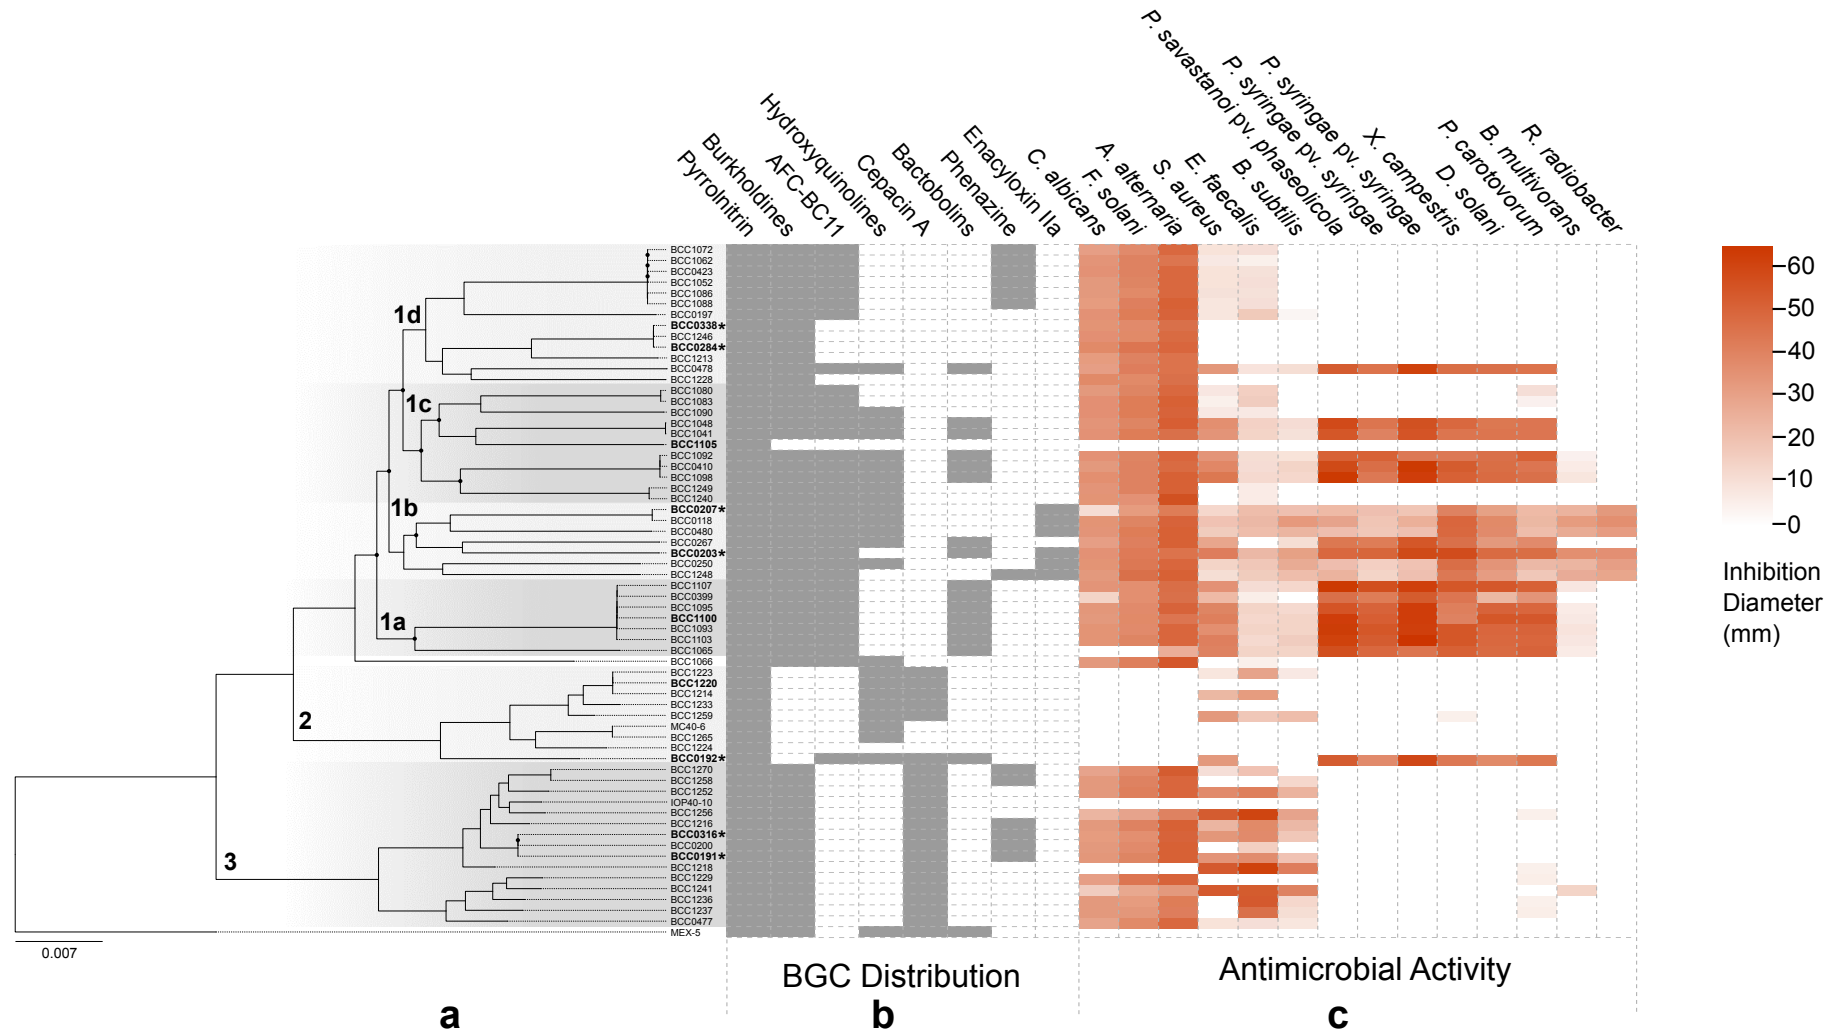 Pyrrolnitrin
Burkholdines
AFC-BC11
Hydroxyquinolines
Cepacin A
Bactobolins
Phenazine
Enacyloxin IIa
C. albicans
F. solani
A. alternaria
S. aureus
E. faecalis
B. subtilis
P. savastanoi pv. phaseolicola
P. syringae pv. syringae
P. syringae pv. syringae
X. campestris
D. solani
P. carotovorum
B. multivorans
R. radiobacter
BCC1072
BCC1062
BCC0423
BCC1052
BCC1086
BCC1088
BCC0197
BCC0338*
BCC1246
BCC0284*
BCC1213
BCC0478
BCC1228
BCC1080
BCC1083
BCC1090
BCC1048
BCC1041
BCC1105
BCC1092
BCC0410
BCC1098
BCC1249
BCC1240
BCC0207*
BCC0118
BCC0480
BCC0267
BCC0203*
BCC0250
BCC1248
BCC1107
BCC0399
BCC1095
BCC1100
BCC1093
BCC1103
BCC1065
BCC1066
BCC1223
BCC1220
BCC1214
BCC1233
BCC1259
MC40-6
BCC1265
BCC1224
BCC0192*
BCC1270
BCC1258
BCC1252
IOP40-10
BCC1256
BCC1216
BCC0316*
BCC0200
BCC0191*
BCC1218
BCC1229
BCC1241
BCC1236
BCC1237
BCC0477
MEX-5
1d
1c
1b
1a
2
3
0.007
60
50
40
30
20
10
0
Inhibition
Diameter
(mm)
BGC Distribution
Antimicrobial Activity
a
b
c